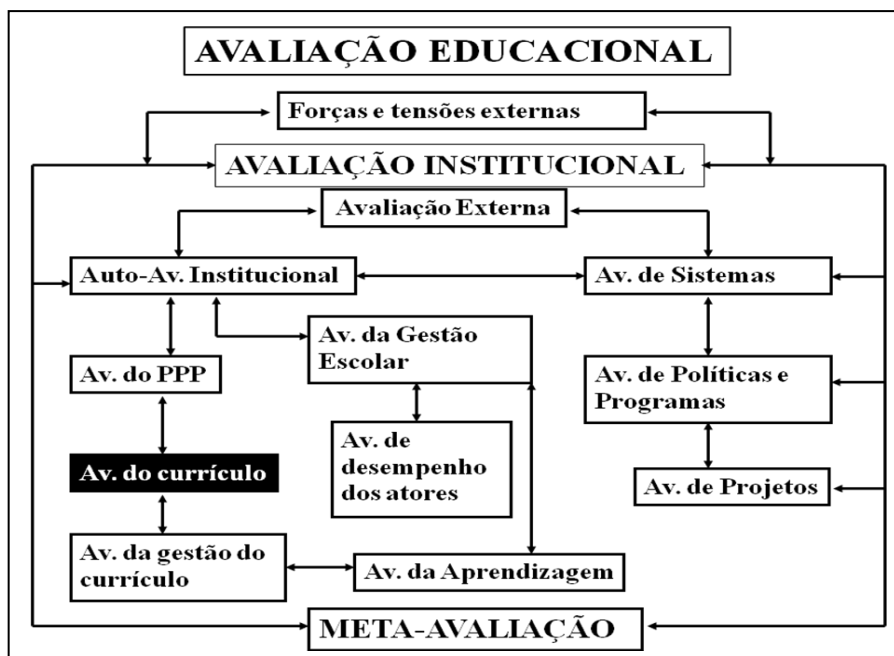 AVALIAÇÃO EDUCACIONAL
Forças e tensões externas
AVALIAÇÃO INSTITUCIONAL
Avaliação Externa
Auto-Av. Institucional
Av. de Sistemas
Av. da Gestão
Escolar
Av. do PPP
Av. de Políticas e
Programas
Av. do currículo
Av. de
desempenho
dos atores
Av. de Projetos
Av. da gestão do
currículo
Av. da Aprendizagem
META-AVALIAÇÃO